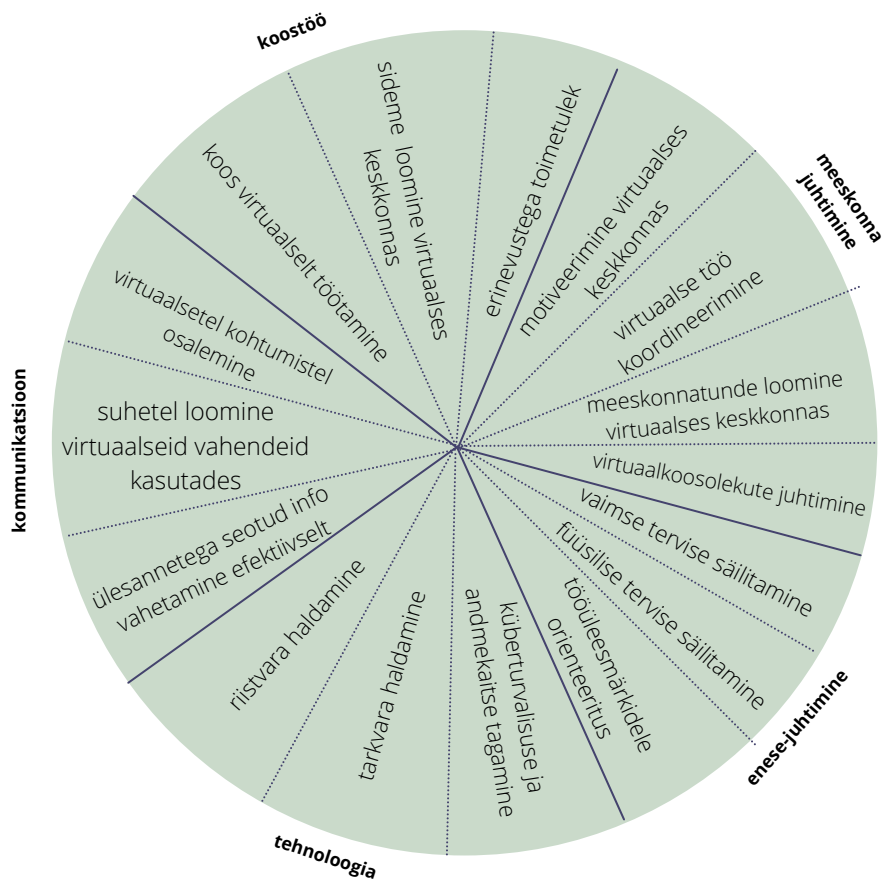 koostöö
koos virtuaalselt töötamine
sideme loomine virtuaalses
keskkonnas
erinevustega toimetulek
meeskonna
juhtimine
motiveerimine virtuaalses
keskkonnas
virtuaalse töö
koordineerimine
meeskonnatunde loomine
virtuaalses keskkonnas
virtuaalkoosolekute juhtimine
enese-juhtimine
vaimse tervise säilitamine
füüsilise tervise säilitamine
tööüleesmärkidele
orienteeritus
tehnoloogia
küberturvalisuse ja
andmekaitse tagamine
tarkvara haldamine
riistvara haldamine
kommunikatsioon
ülesannetega seotud info
vahetamine efektiivselt
suhetel loomine
virtuaalseid vahendeid
kasutades
virtuaalsetel kohtumistel
osalemine